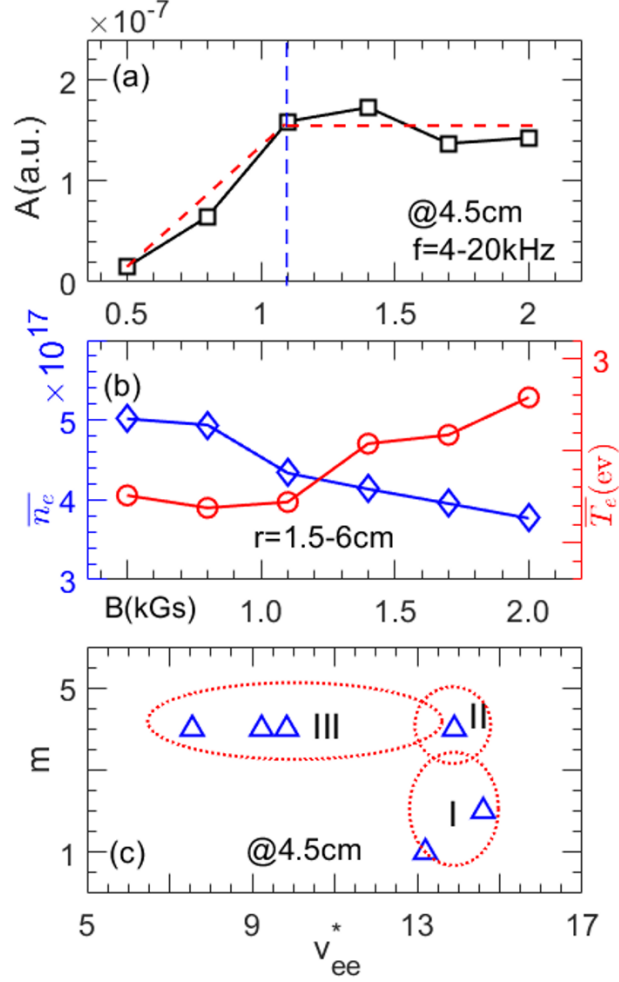 ×10⁻⁷
(a)
2
1
0
A(a.u.)
@4.5cm
f=4-20kHz
0.5 1 1.5 2
×10¹⁷
(b)
5
4
3
n̅ₑ
3
T̅ₑ(ev)
r=1.5-6cm
B(kGs) 1.0 1.5 2.0
5
1
m
III
II
I
(c)
@4.5cm
5 9 13 17
ν*ₑₑ